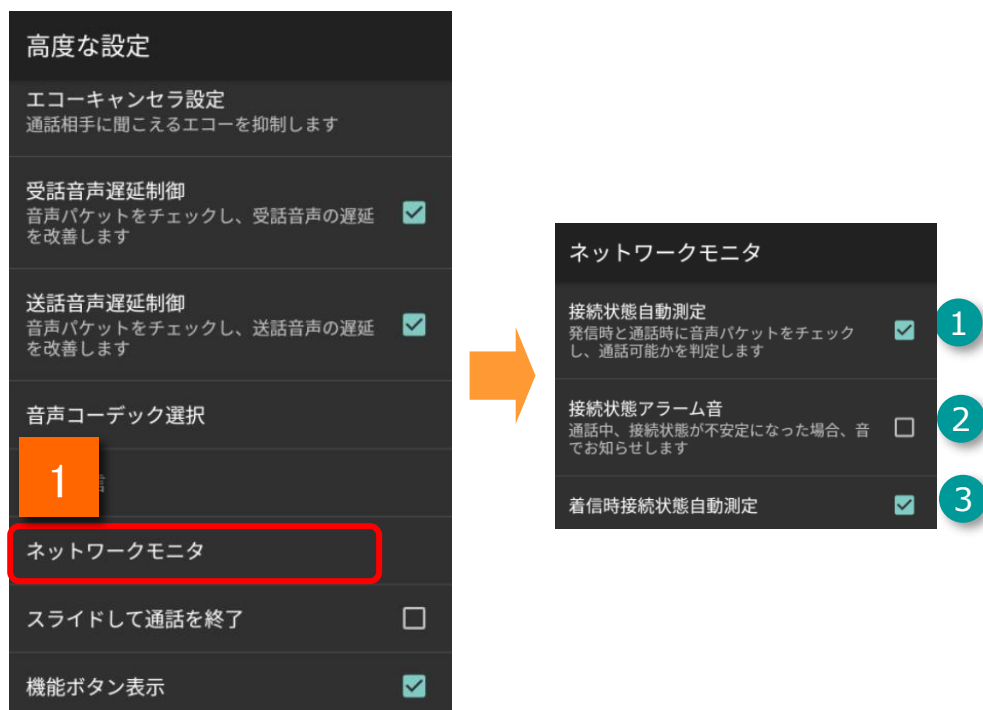 高度な設定
エコーキャンセラ設定
通話相手に聞こえるエコーを抑制します
受話音声遅延制御
音声パケットをチェックし、受話音声の遅延
を改善します
送話音声遅延制御
音声パケットをチェックし、送話音声の遅延
を改善します
音声コーデック選択
1
ネットワークモニタ
スライドして通話を終了
機能ボタン表示
ネットワークモニタ
接続状態自動測定
発信時と通話時に音声パケットをチェック
し、通話可能かを判定します
1
接続状態アラーム音
通話中、接続状態が不安定になった場合、音
でお知らせします
2
着信時接続状態自動測定
3